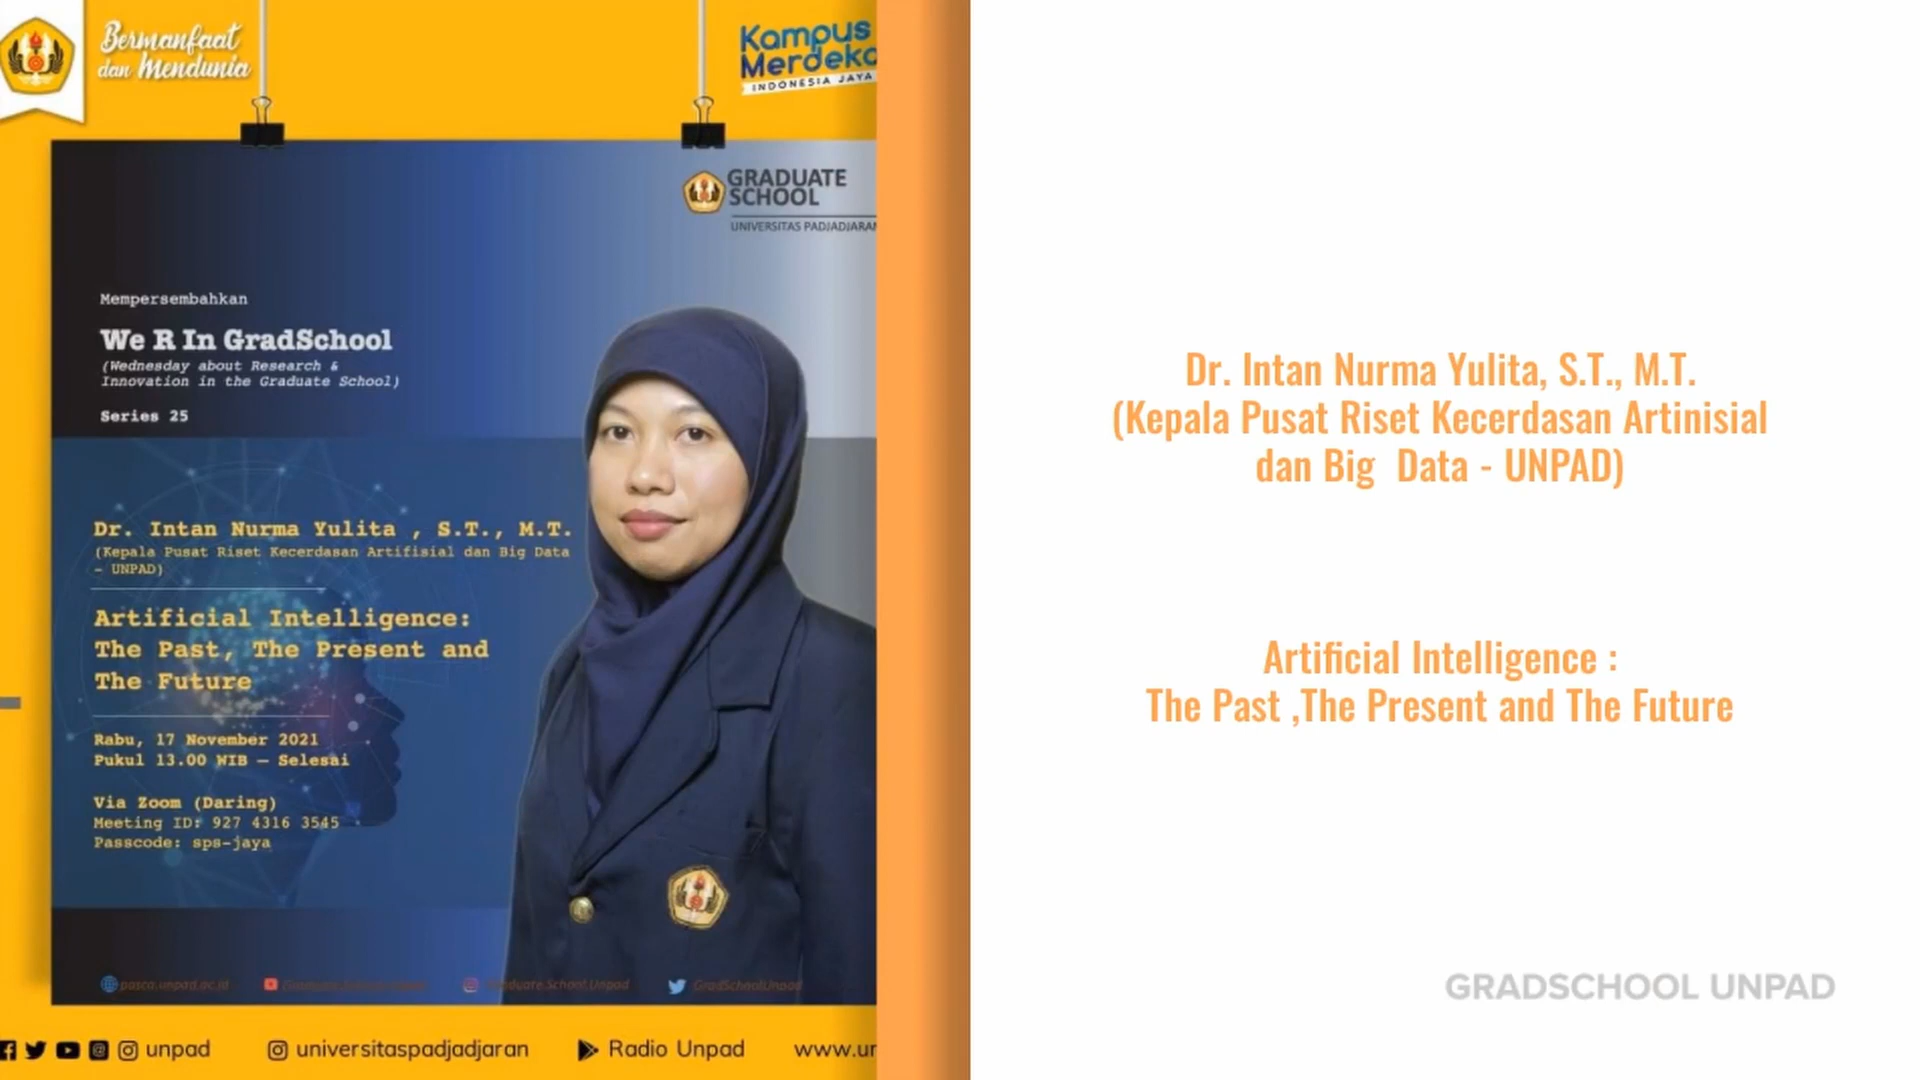 Bermanfaat
dan Mendunia
Kampus
Merdeka
INDONESIA JAYA
GRADUATE
SCHOOL
UNIVERSITAS PADJADJARAN
Mempersembahkan
We R In GradSchool
(Wednesday about Research &
Innovation in the Graduate School)
Series 25
Dr. Intan Nurma Yulita , S.T., M.T.
(Kepala Pusat Riset Kecerdasan Artifisial dan Big Data
- UNPAD)
Artificial Intelligence:
The Past, The Present and
The Future
Rabu, 17 November 2021
Pukul 13.00 WIB – Selesai
Via Zoom (Daring)
Meeting ID: 927 4316 3545
Passcode: sps-jaya
pasca.unpad.ac.id
School Unpad
GradSchoolUnpad
unpad
universitaspadjadjaran
Radio Unpad
Dr. Intan Nurma Yulita, S.T., M.T.
(Kepala Pusat Riset Kecerdasan Artinisial
dan Big Data - UNPAD)
Artificial Intelligence :
The Past ,The Present and The Future
GRADSCHOOL UNPAD